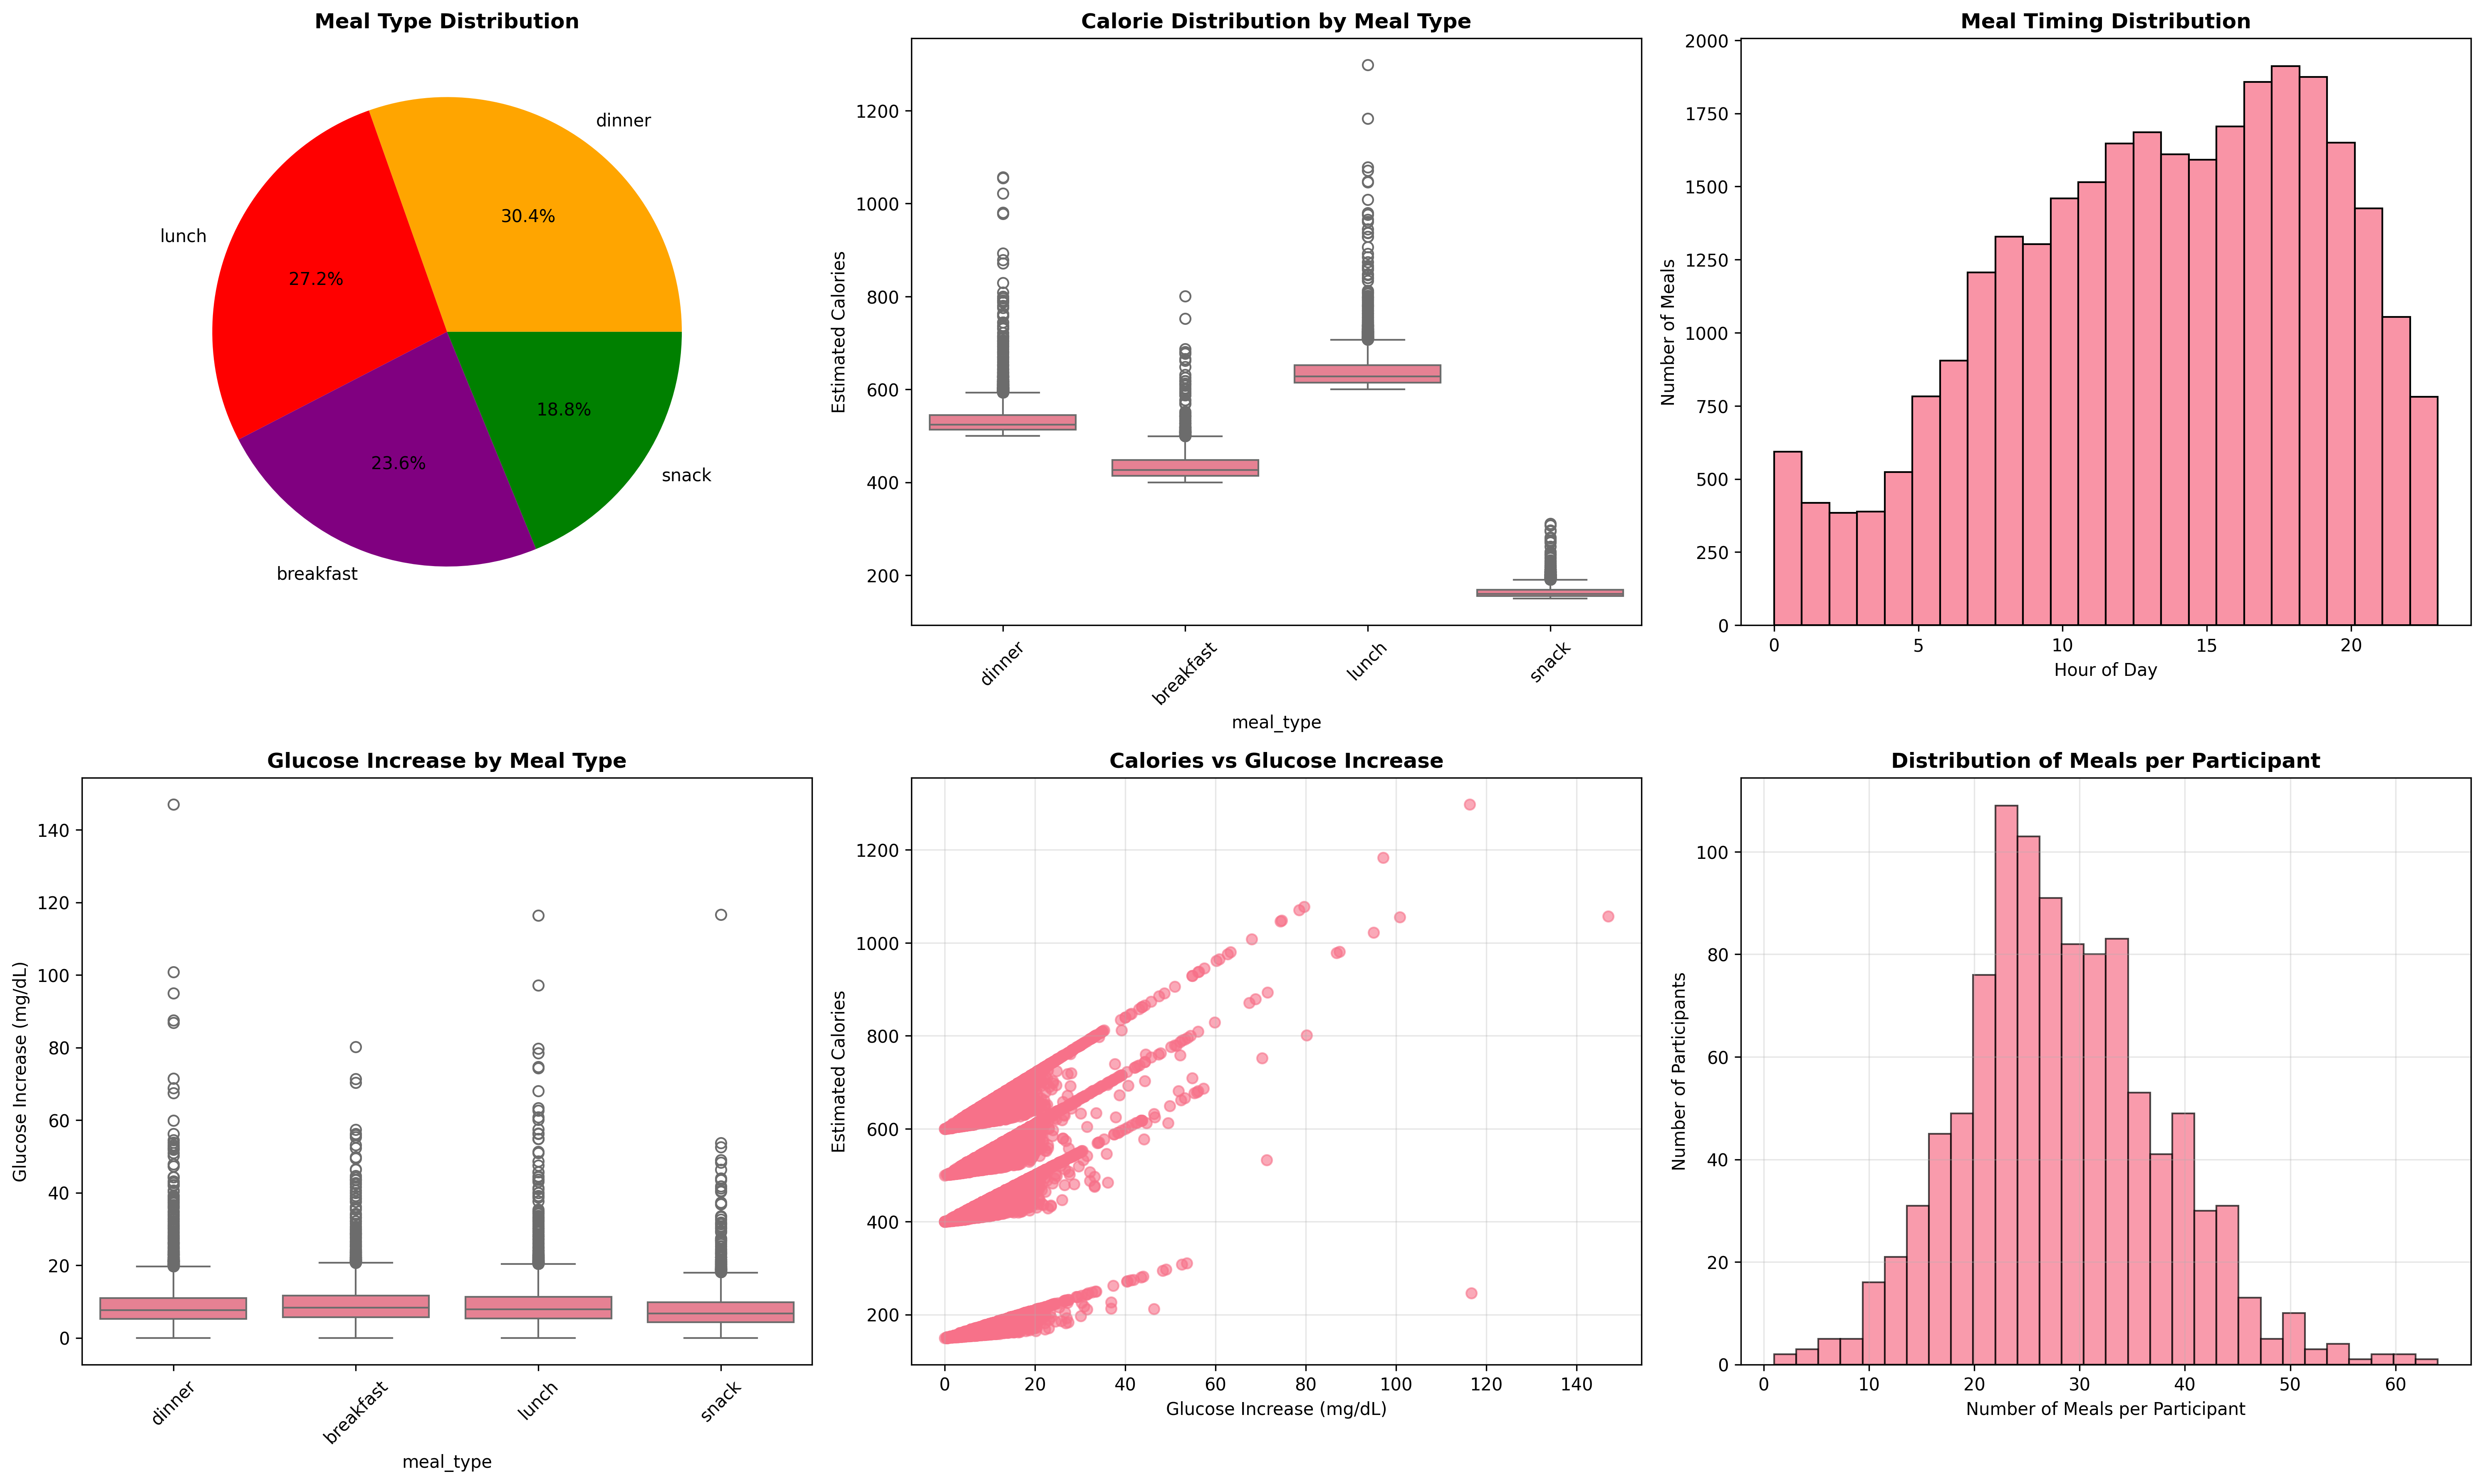 Meal Type Distribution
dinner
30.4%
lunch
27.2%
18.8%
23.6%
snack
breakfast
Calorie Distribution by Meal Type
Estimated Calories
1200
1000
800
600
400
200
dinner
breakfast
lunch
snack
meal_type
Meal Timing Distribution
Number of Meals
2000
1750
1500
1250
1000
750
500
250
0
0 5 10 15 20
Hour of Day
Glucose Increase by Meal Type
Glucose Increase (mg/dL)
140
120
100
80
60
40
20
0
dinner
breakfast
lunch
snack
meal_type
Calories vs Glucose Increase
Estimated Calories
1200
1000
800
600
400
200
0 20 40 60 80 100 120 140
Glucose Increase (mg/dL)
Distribution of Meals per Participant
Number of Participants
100
80
60
40
20
0
0 10 20 30 40 50 60
Number of Meals per Participant